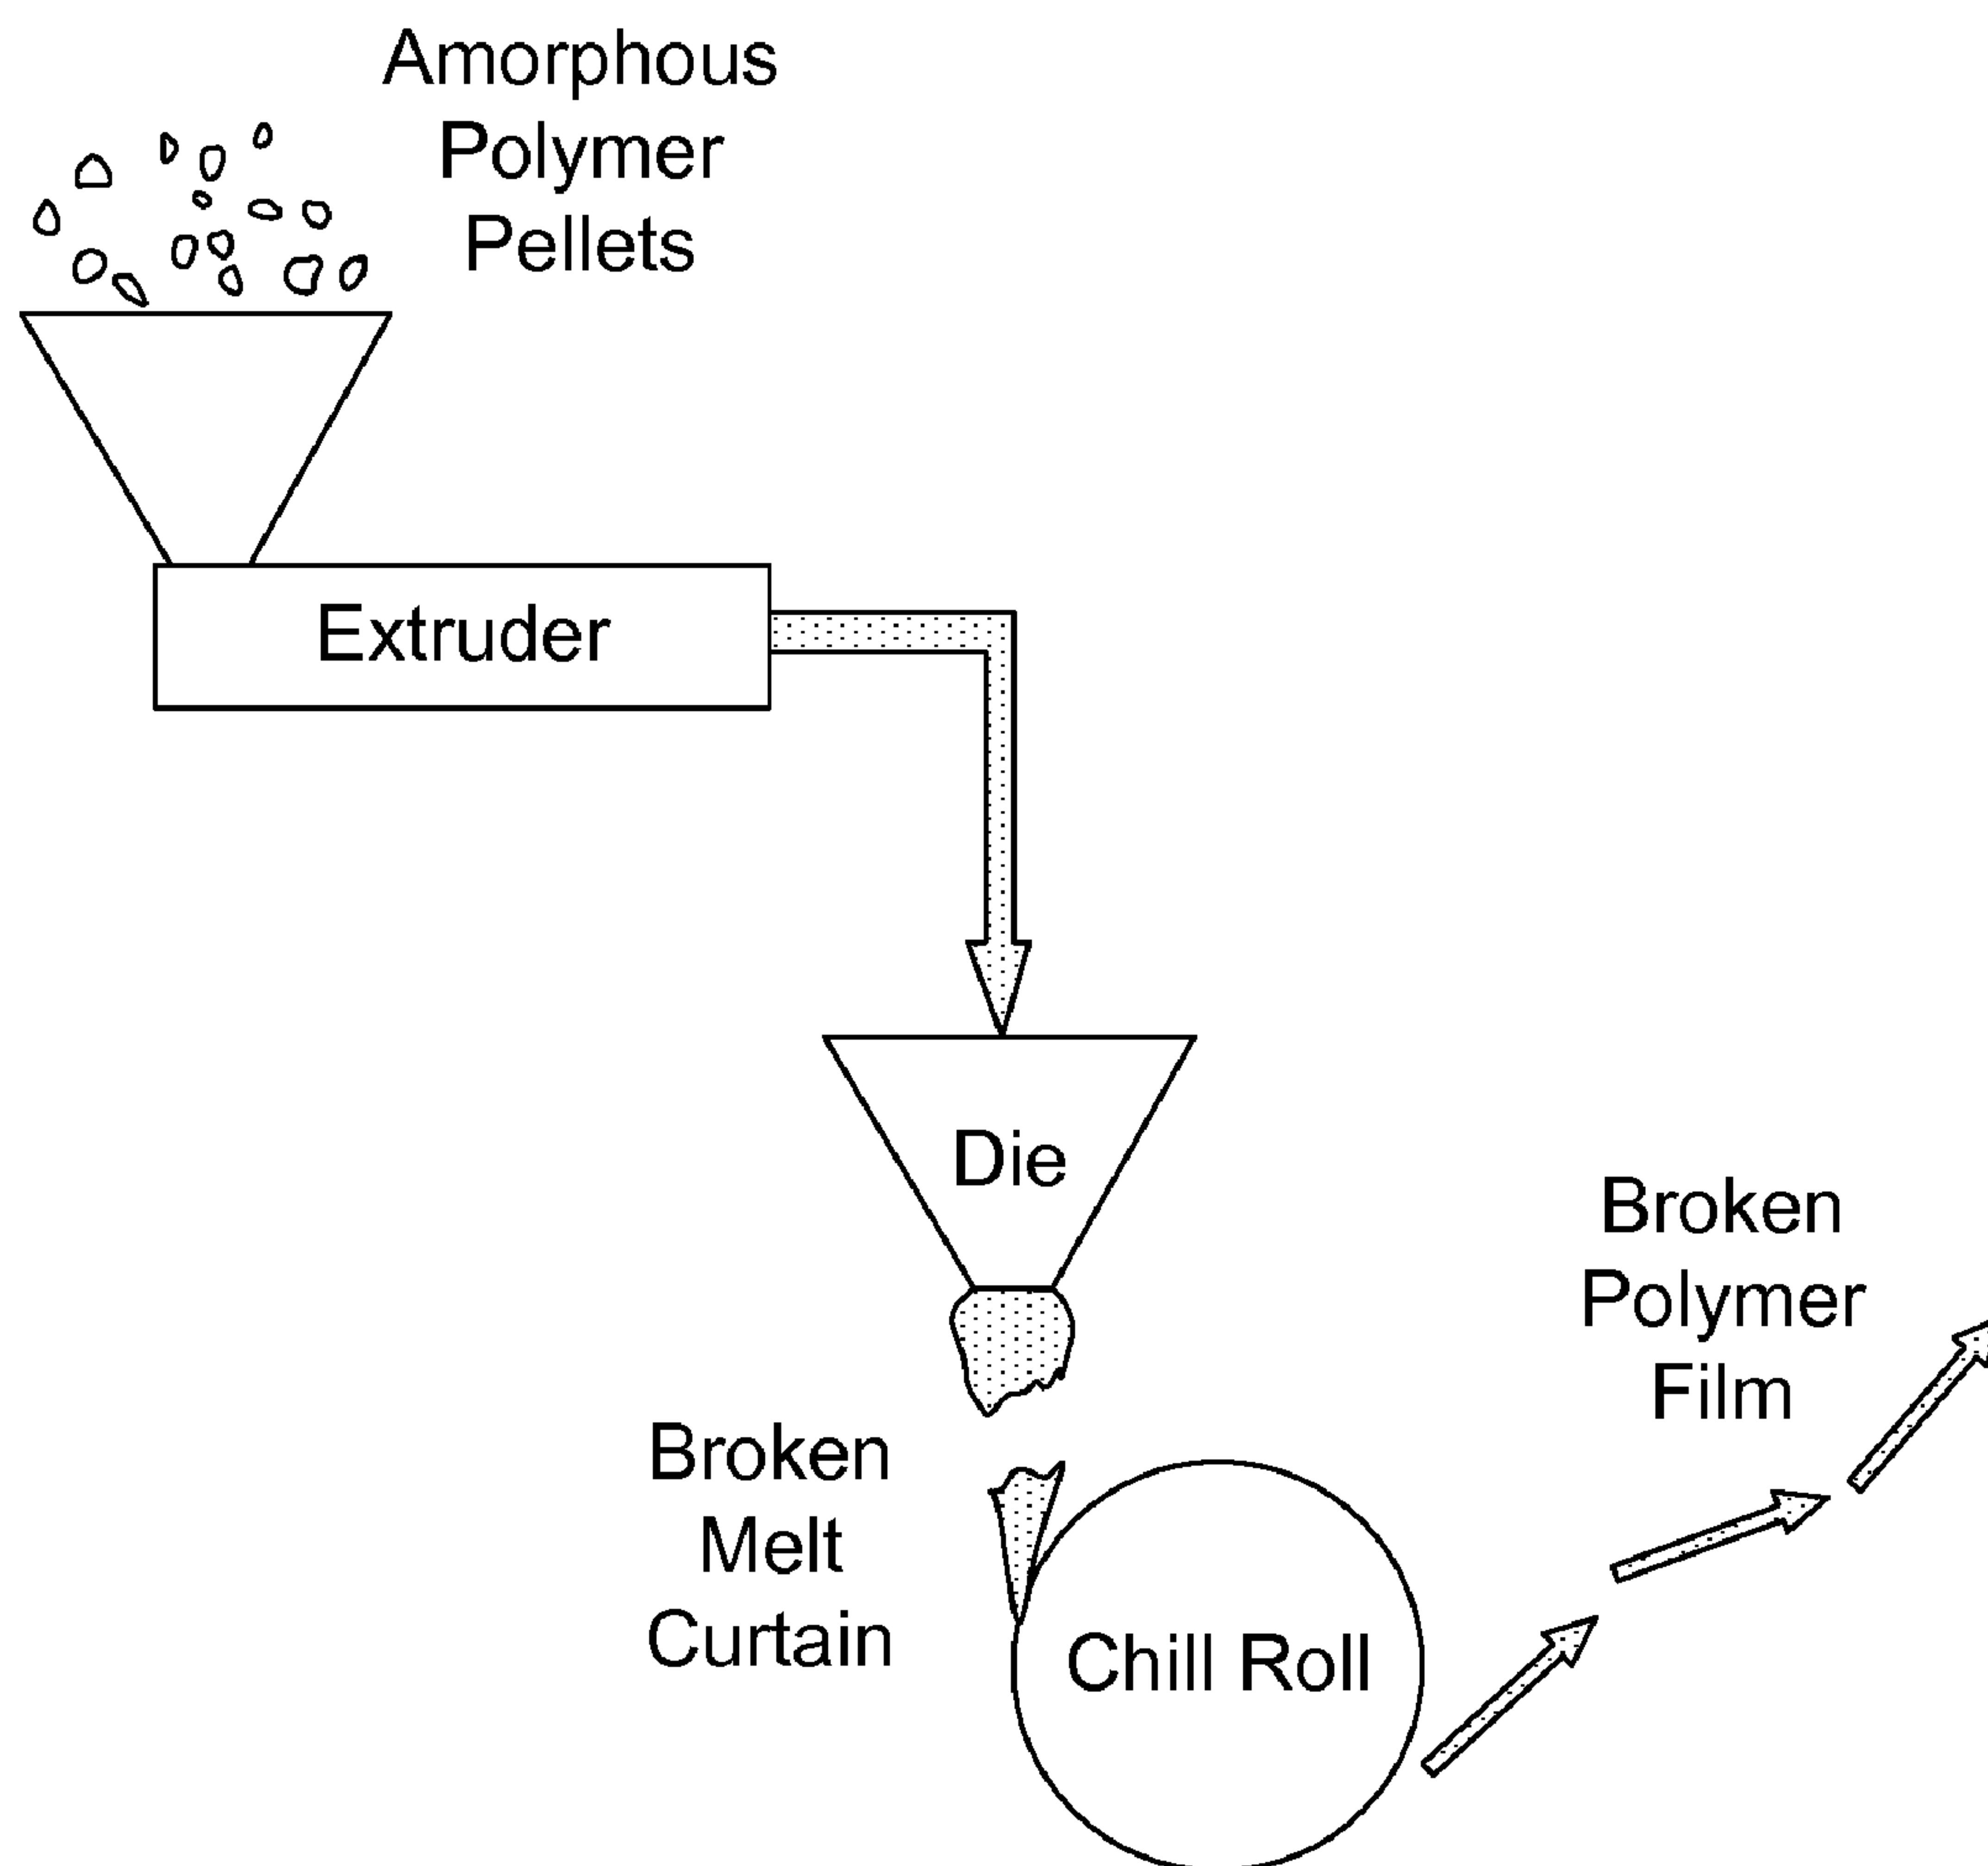 Amorphous
Polymer
Pellets
Extruder
Die
Broken
Polymer
Film
Broken
Melt
Curtain
Chill Roll